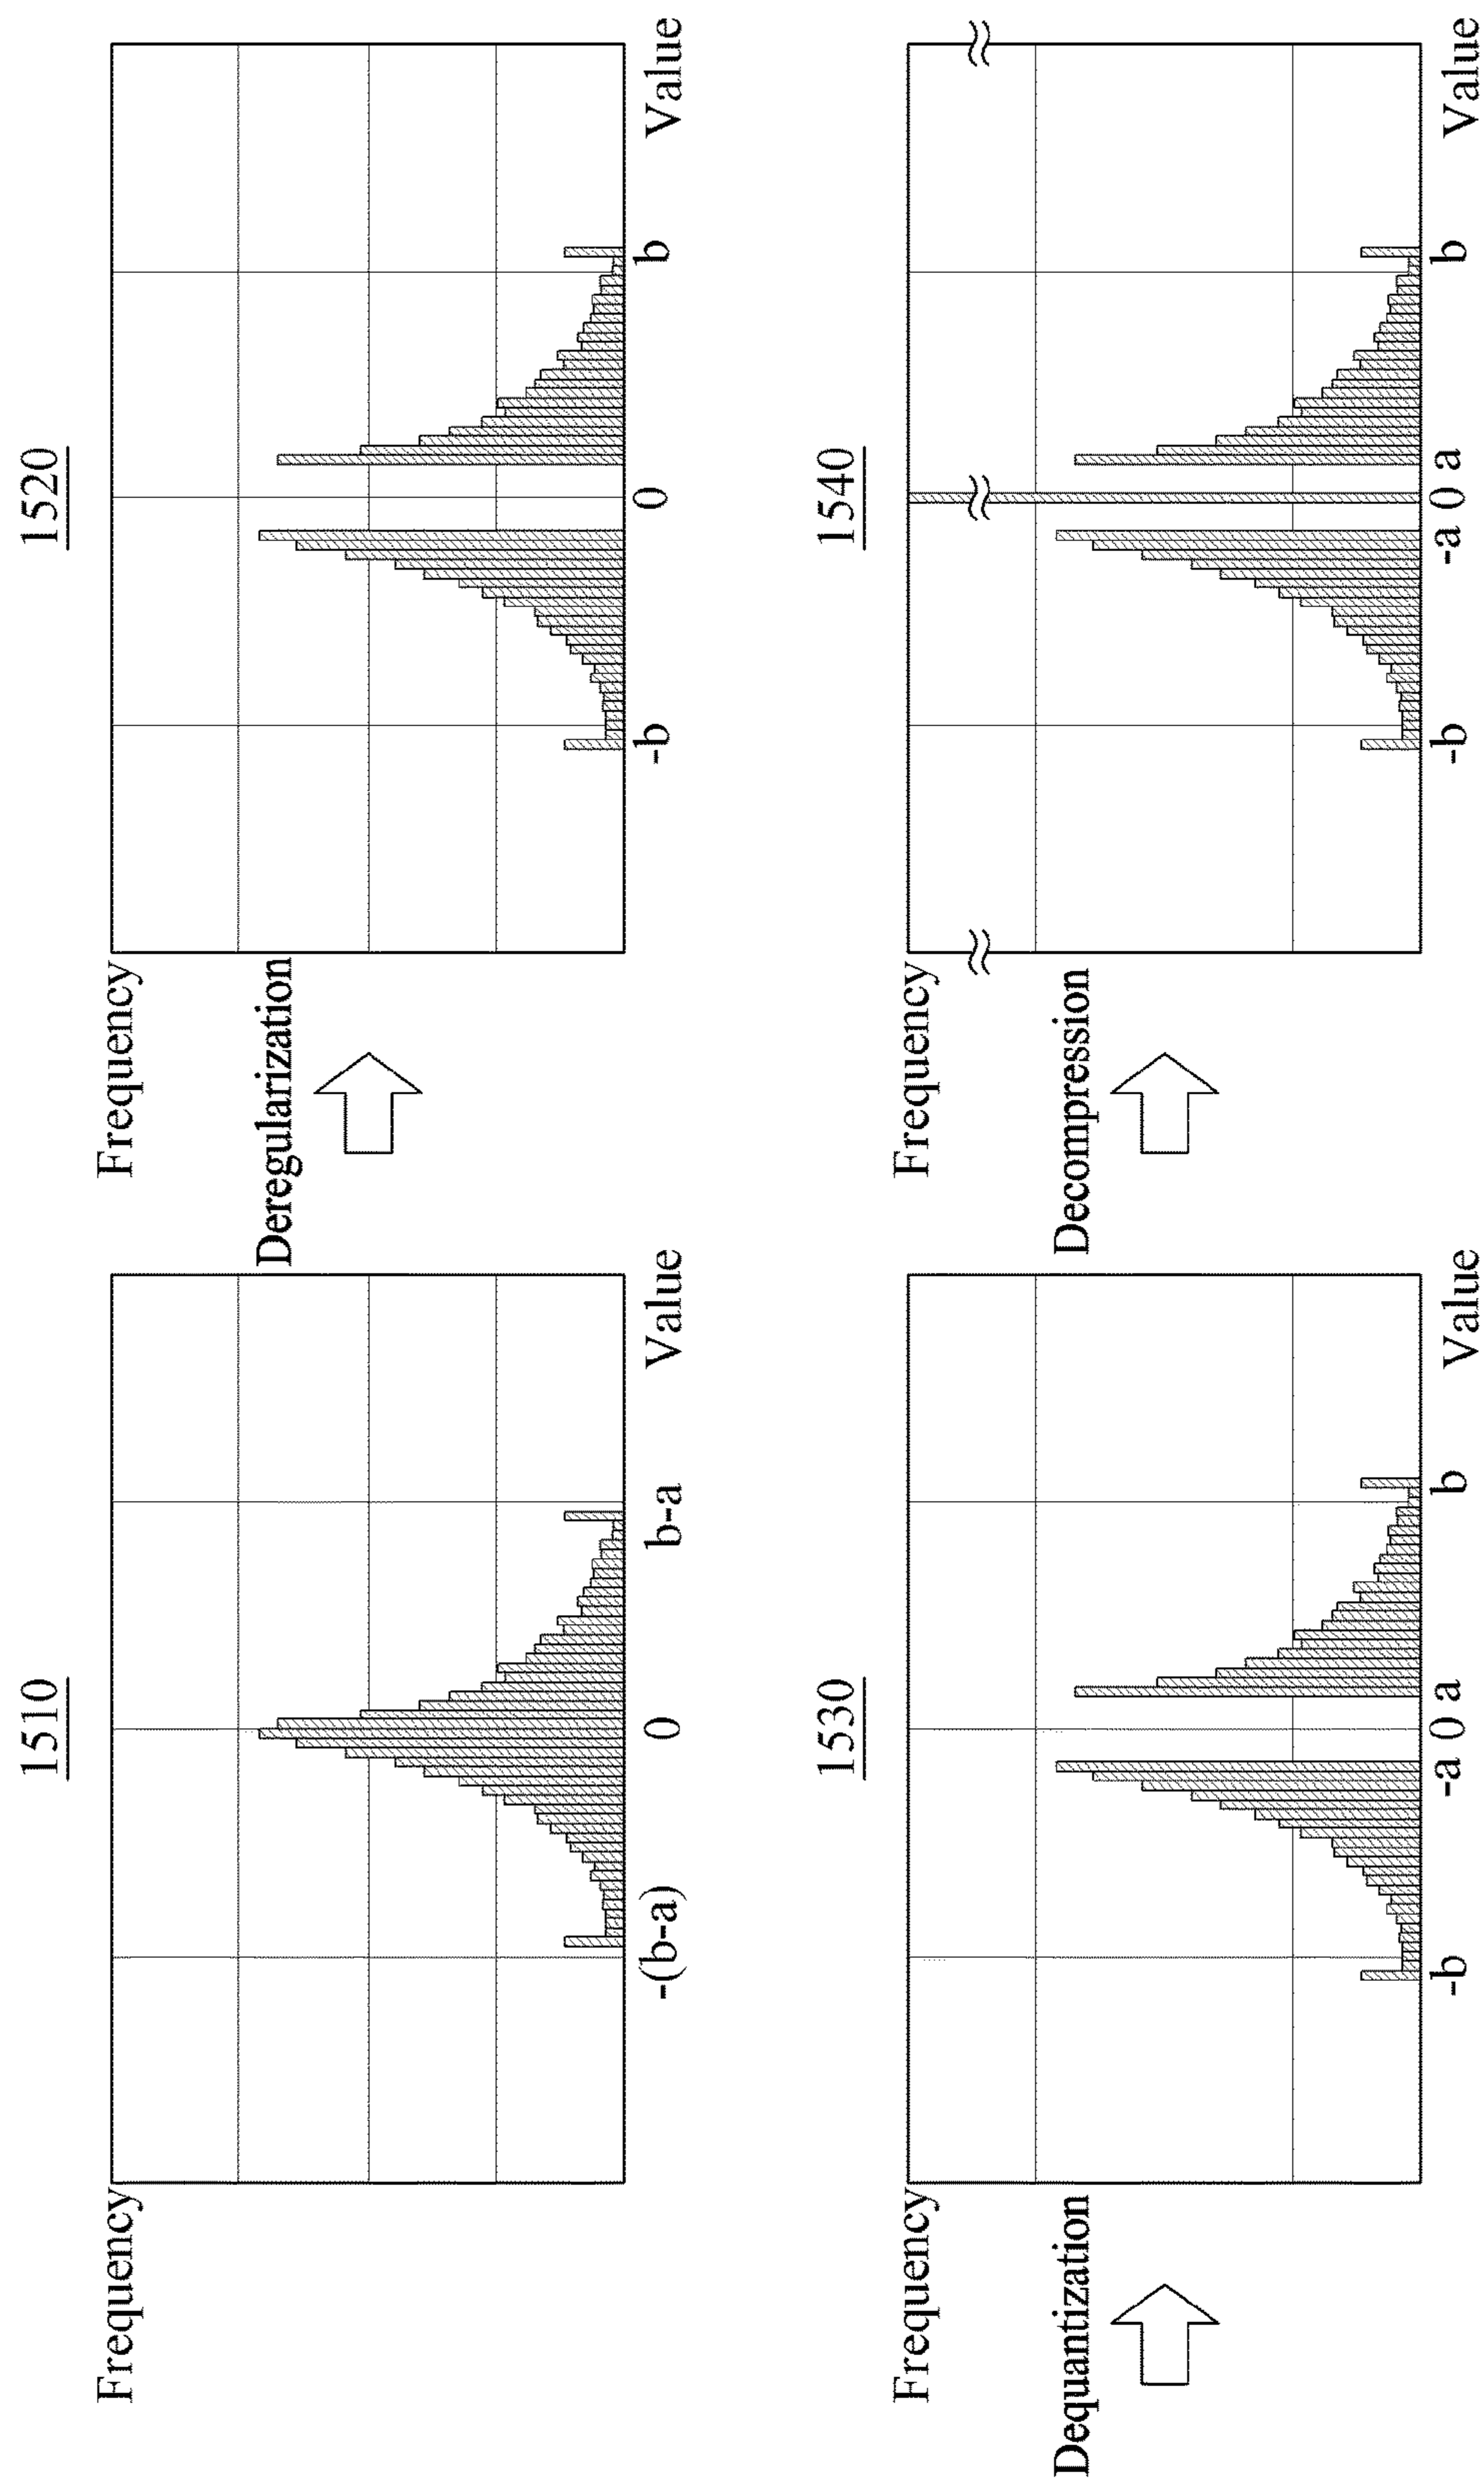 1510
Frequency
-(b-a)
0
b-a
Value
Deregularization
1520
Frequency
-b
0
b
Value
Dequantization
1530
Frequency
-b
-a
0
a
b
Value
Decompression
1540
Frequency
-b
-a
0
a
b
Value